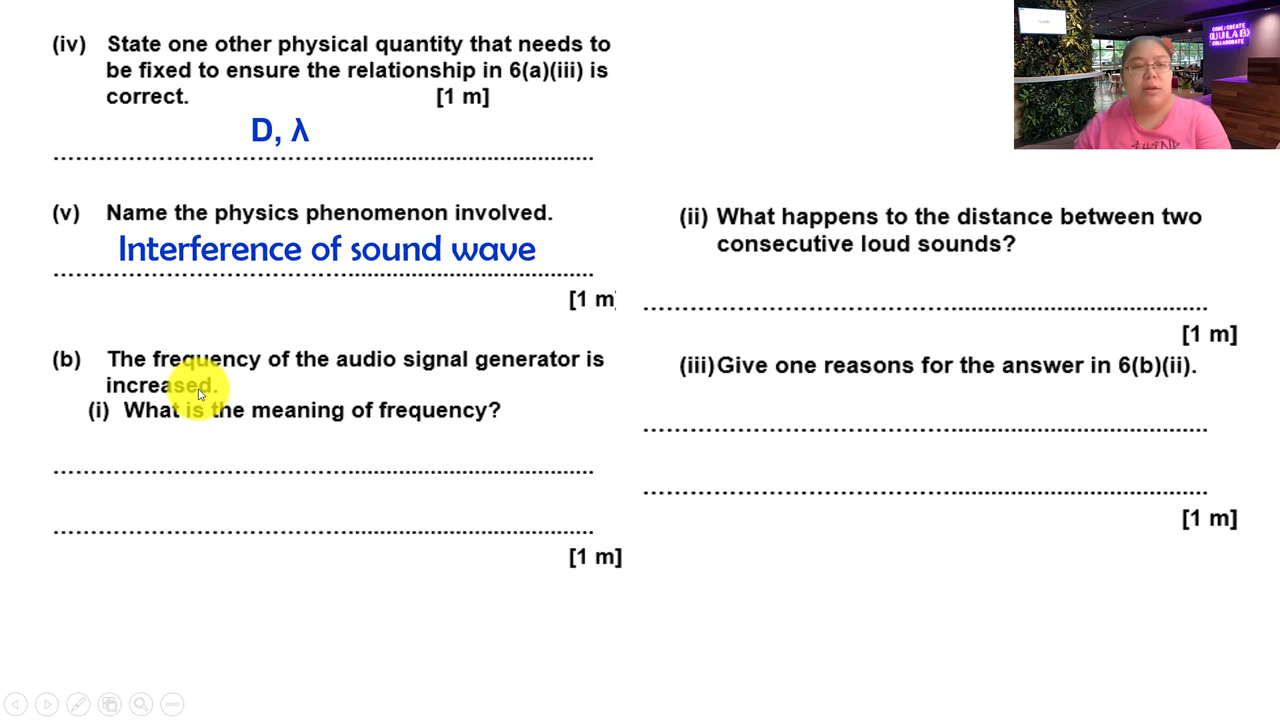 (iv) State one other physical quantity that needs to
be fixed to ensure the relationship in 6(a)(iii) is
correct. [1 m]
D, λ
(v) Name the physics phenomenon involved.
Interference of sound wave
[1 m]
(b) The frequency of the audio signal generator is
increased.
(i) What is the meaning of frequency?
[1 m]
(ii) What happens to the distance between two
consecutive loud sounds?
[1 m]
(iii) Give one reasons for the answer in 6(b)(ii).
[1 m]
CODE/CREATE
COLLABORATE